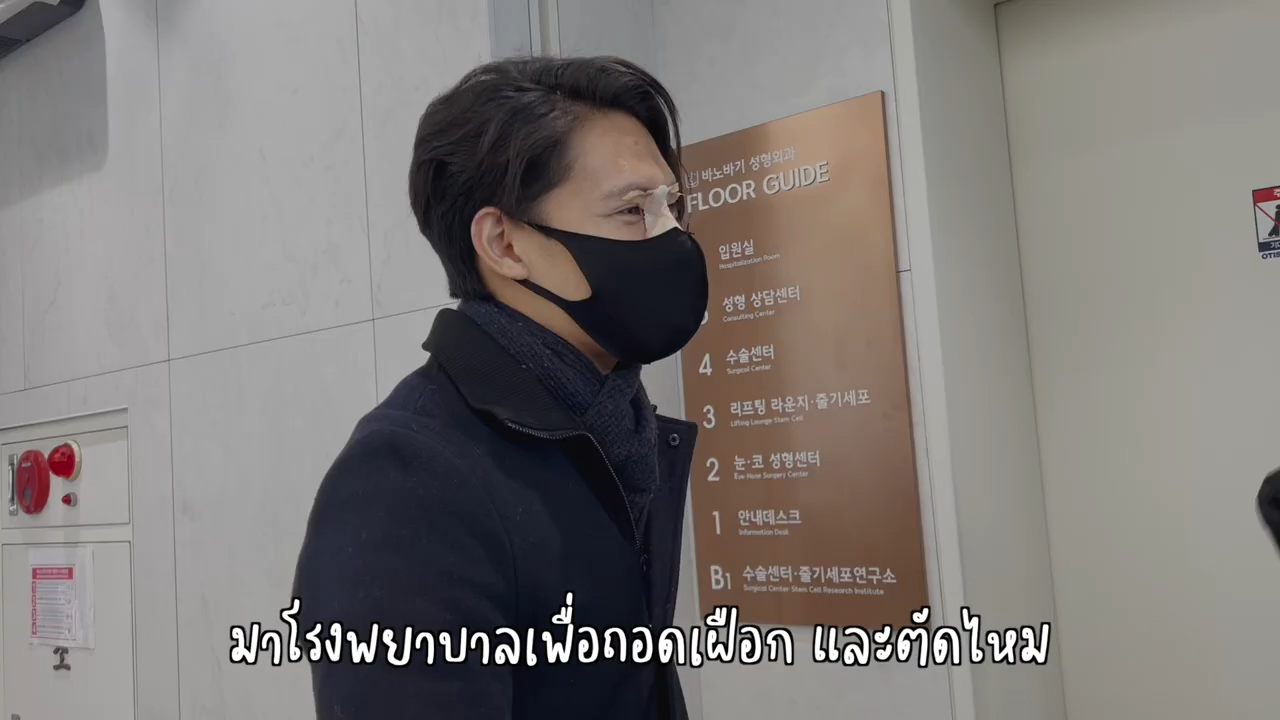 바노바기 성형외과
FLOOR GUIDE
입원실
Hospitalization Room
성형 상담센터
Consulting Center
4 수술센터
Surgical Center
3 리프팅 라운지·줄기세포
Lifting Lounge Stem Cell
2 눈·코 성형센터
Eye·Nose Surgery Center
1 안내데스크
Information Desk
B1 수술센터·줄기세포연구소
Surgical Center Stem Cell Research Institute
OTIS
มาโรงพยาบาลเพื่อถอดเฝือก และตัดไหม